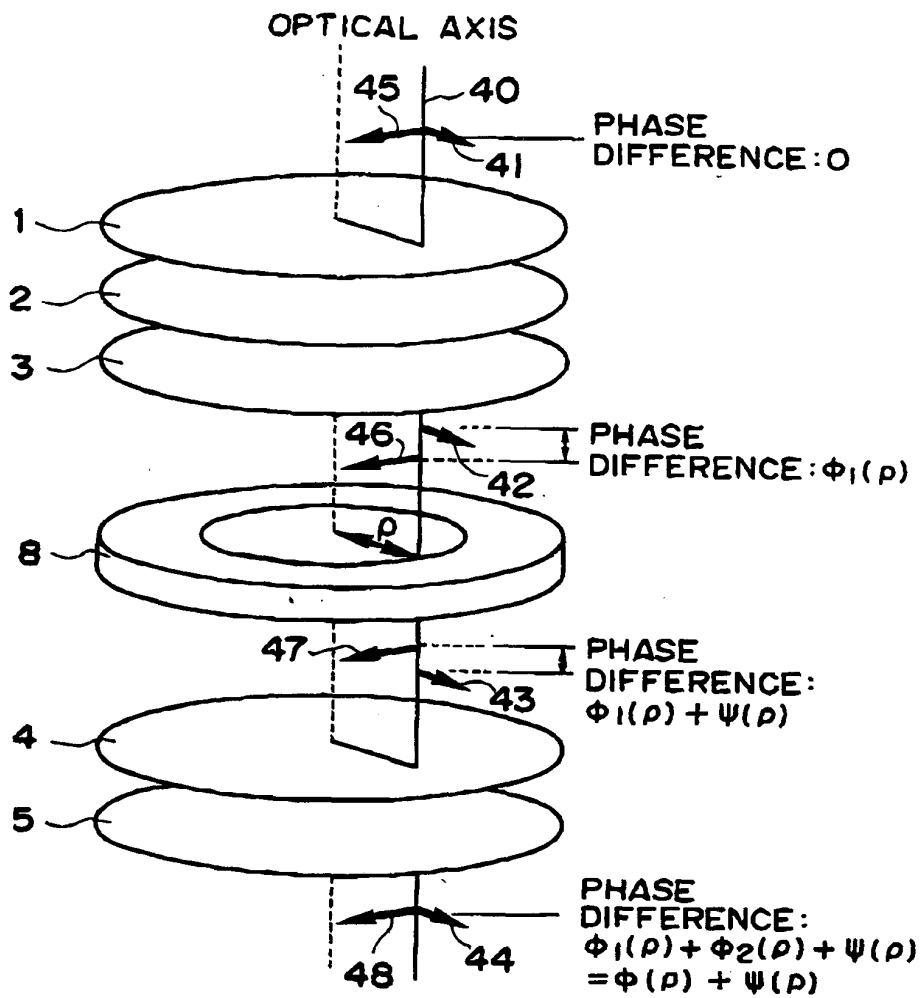 OPTICAL AXIS
45
40
PHASE
DIFFERENCE: 0
41
1
2
3
46
PHASE
DIFFERENCE: ϕ₁(ρ)
42
ρ
8
47
PHASE
DIFFERENCE:
ϕ₁(ρ) + ψ(ρ)
43
4
5
PHASE
DIFFERENCE:
ϕ₁(ρ) + ϕ₂(ρ) + ψ(ρ)
= ϕ(ρ) + ψ(ρ)
48
44